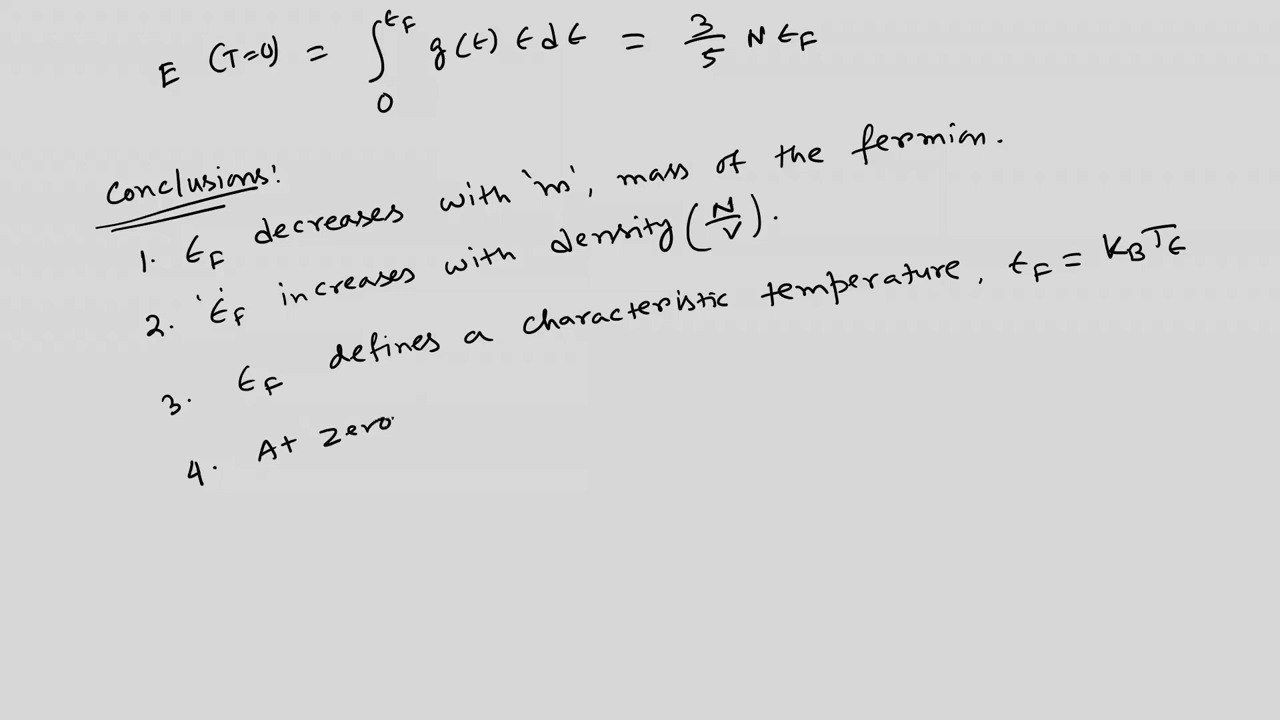 E (T=0) = ∫₀^ϵF g(ϵ) ϵ dϵ = 3/5 N ϵF
Conclusions:
1. ϵF decreases with 'm', mass of the fermion.
2. ϵF increases with density (N/V).
3. ϵF defines a characteristic temperature, ϵF = KB Tϵ
4. At zero